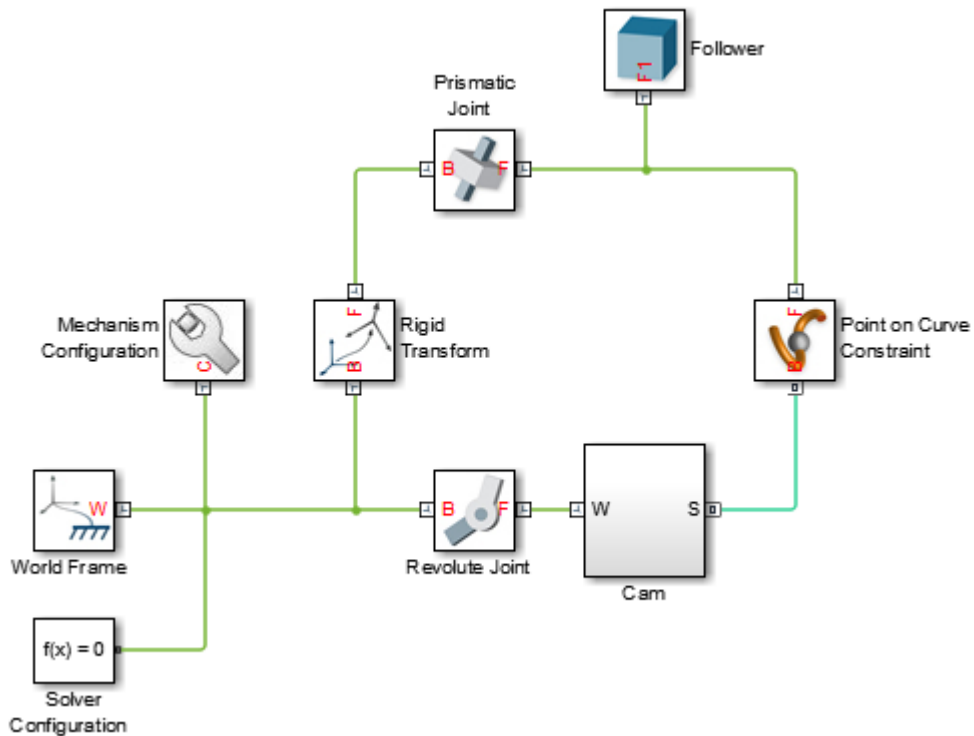 Follower
F1
Prismatic
Joint
B F
Mechanism
Configuration
C
F
B
Rigid
Transform
F
B
Point on Curve
Constraint
W
World Frame
B F
Revolute Joint
W S
Cam
f(x) = 0
Solver
Configuration